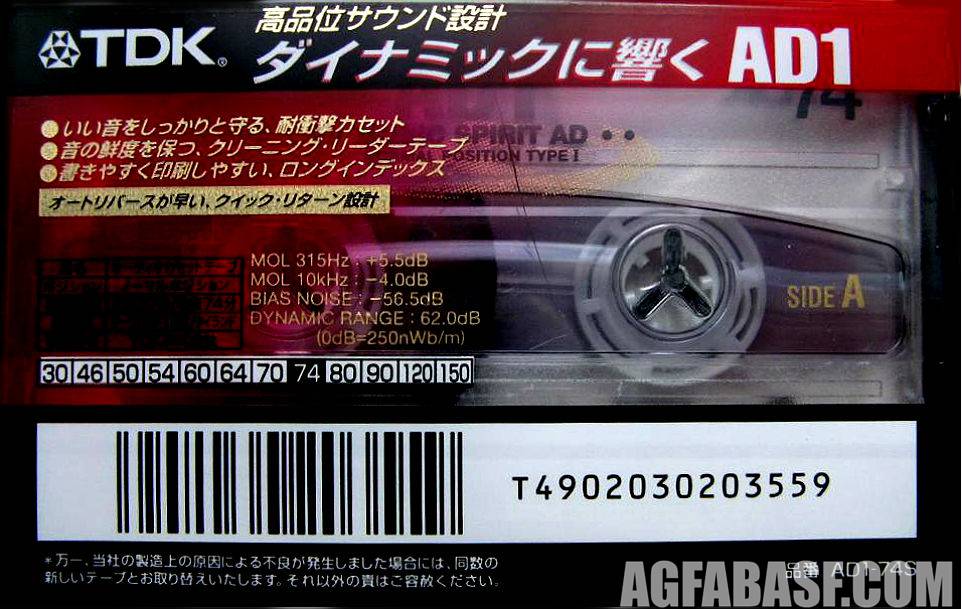 TDK®
高品位サウンド設計
ダイナミックに響く AD1
74
●いい音をしっかりと守る、耐衝撃カセット
●音の鮮度を保つ、クリーニング・リーダーテープ
●書きやすく印刷しやすい、ロングインデックス
SPIRIT AD
POSITION TYPE I
オートリバースが早い、クイック・リターン設計
MOL 315Hz : +5.5dB
MOL 10kHz : −4.0dB
BIAS NOISE : −56.5dB
DYNAMIC RANGE : 62.0dB
(0dB=250nWb/m)
SIDE A
30 46 50 54 60 64 70 74 80 90 120 150
T4902030203559
*万一、当社の製造上の原因による不良が発生しました場合には、同数の
新しいテープとお取り替えいたします。それ以外の責はご容赦ください。
品番 AD1-74S
AGFABASF.COM